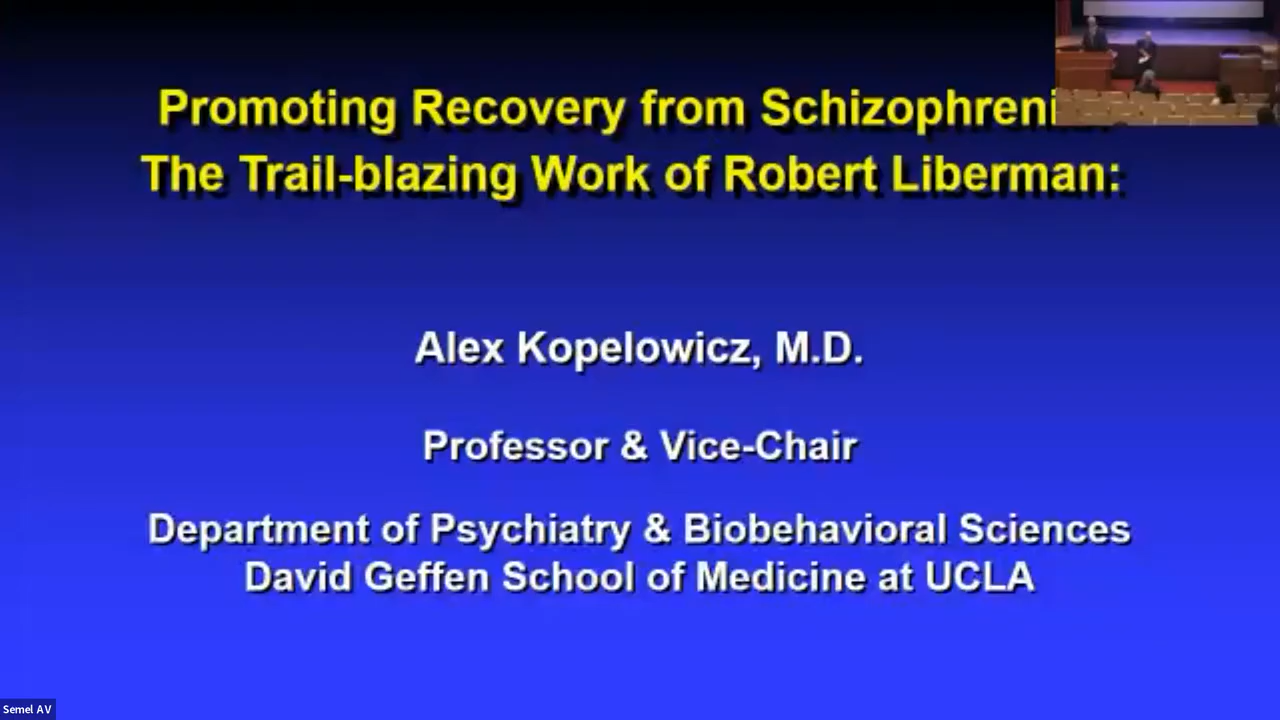 Promoting Recovery from Schizophreni
The Trail-blazing Work of Robert Liberman:
Alex Kopelowicz, M.D.
Professor & Vice-Chair
Department of Psychiatry & Biobehavioral Sciences
David Geffen School of Medicine at UCLA
Semel AV